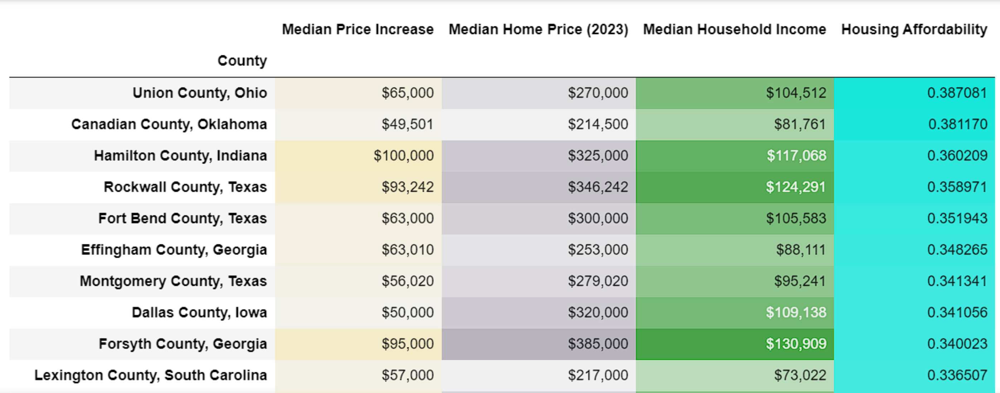 Median Price Increase Median Home Price (2023) Median Household Income Housing Affordability
County
Union County, Ohio $65,000 $270,000 $104,512 0.387081
Canadian County, Oklahoma $49,501 $214,500 $81,761 0.381170
Hamilton County, Indiana $100,000 $325,000 $117,068 0.360209
Rockwall County, Texas $93,242 $346,242 $124,291 0.358971
Fort Bend County, Texas $63,000 $300,000 $105,583 0.351943
Effingham County, Georgia $63,010 $253,000 $88,111 0.348265
Montgomery County, Texas $56,020 $279,020 $95,241 0.341341
Dallas County, Iowa $50,000 $320,000 $109,138 0.341056
Forsyth County, Georgia $95,000 $385,000 $130,909 0.340023
Lexington County, South Carolina $57,000 $217,000 $73,022 0.336507